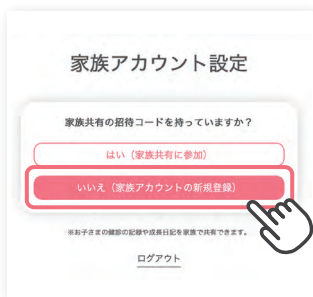 家族アカウント設定
家族共有の招待コードを持っていますか？
はい（家族共有に参加）
いいえ（家族アカウントの新規登録）
※お子さまの健診の記録や成長日記を家族で共有できます。
ログアウト